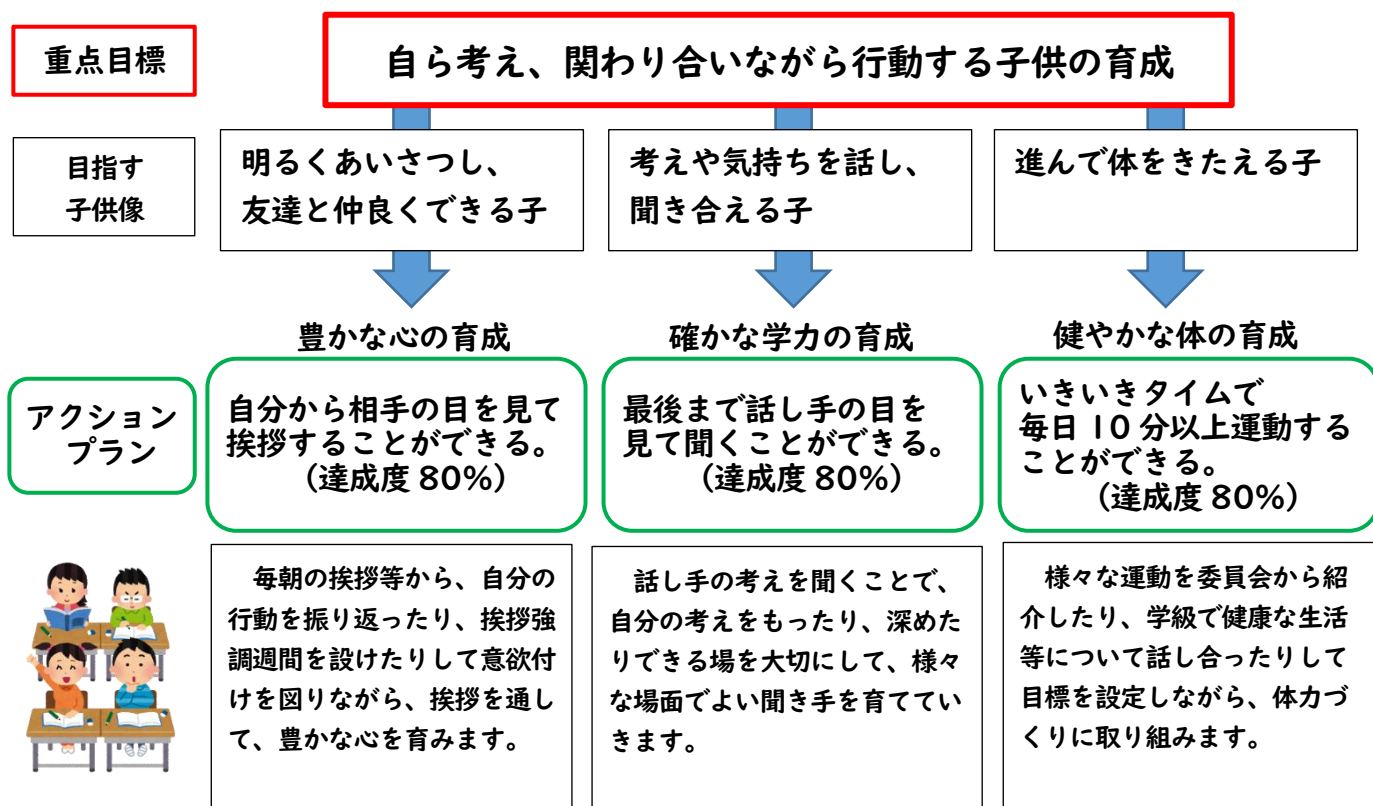 重点目標
自ら考え、関わり合いながら行動する子供の育成
目指す
子供像
明るくあいさつし、
友達と仲良くできる子
考えや気持ちを話し、
聞き合える子
進んで体をきたえる子
豊かな心の育成
確かな学力の育成
健やかな体の育成
アクション
プラン
自分から相手の目を見て
挨拶することができる。
(達成度 80%)
最後まで話し手の目を
見て聞くことができる。
(達成度 80%)
いきいきタイムで
毎日 10 分以上運動する
ことができる。
(達成度 80%)
毎朝の挨拶等から、自分の
行動を振り返ったり、挨拶強
調週間を設けたりして意欲付
けを図りながら、挨拶を通し
て、豊かな心を育みます。
話し手の考えを聞くことで、
自分の考えをもったり、深めた
りできる場を大切にして、様々
な場面でよい聞き手を育ててい
きます。
様々な運動を委員会から紹
介したり、学級で健康な生活
等について話し合ったりして
目標を設定しながら、体力づ
くりに取り組みます。